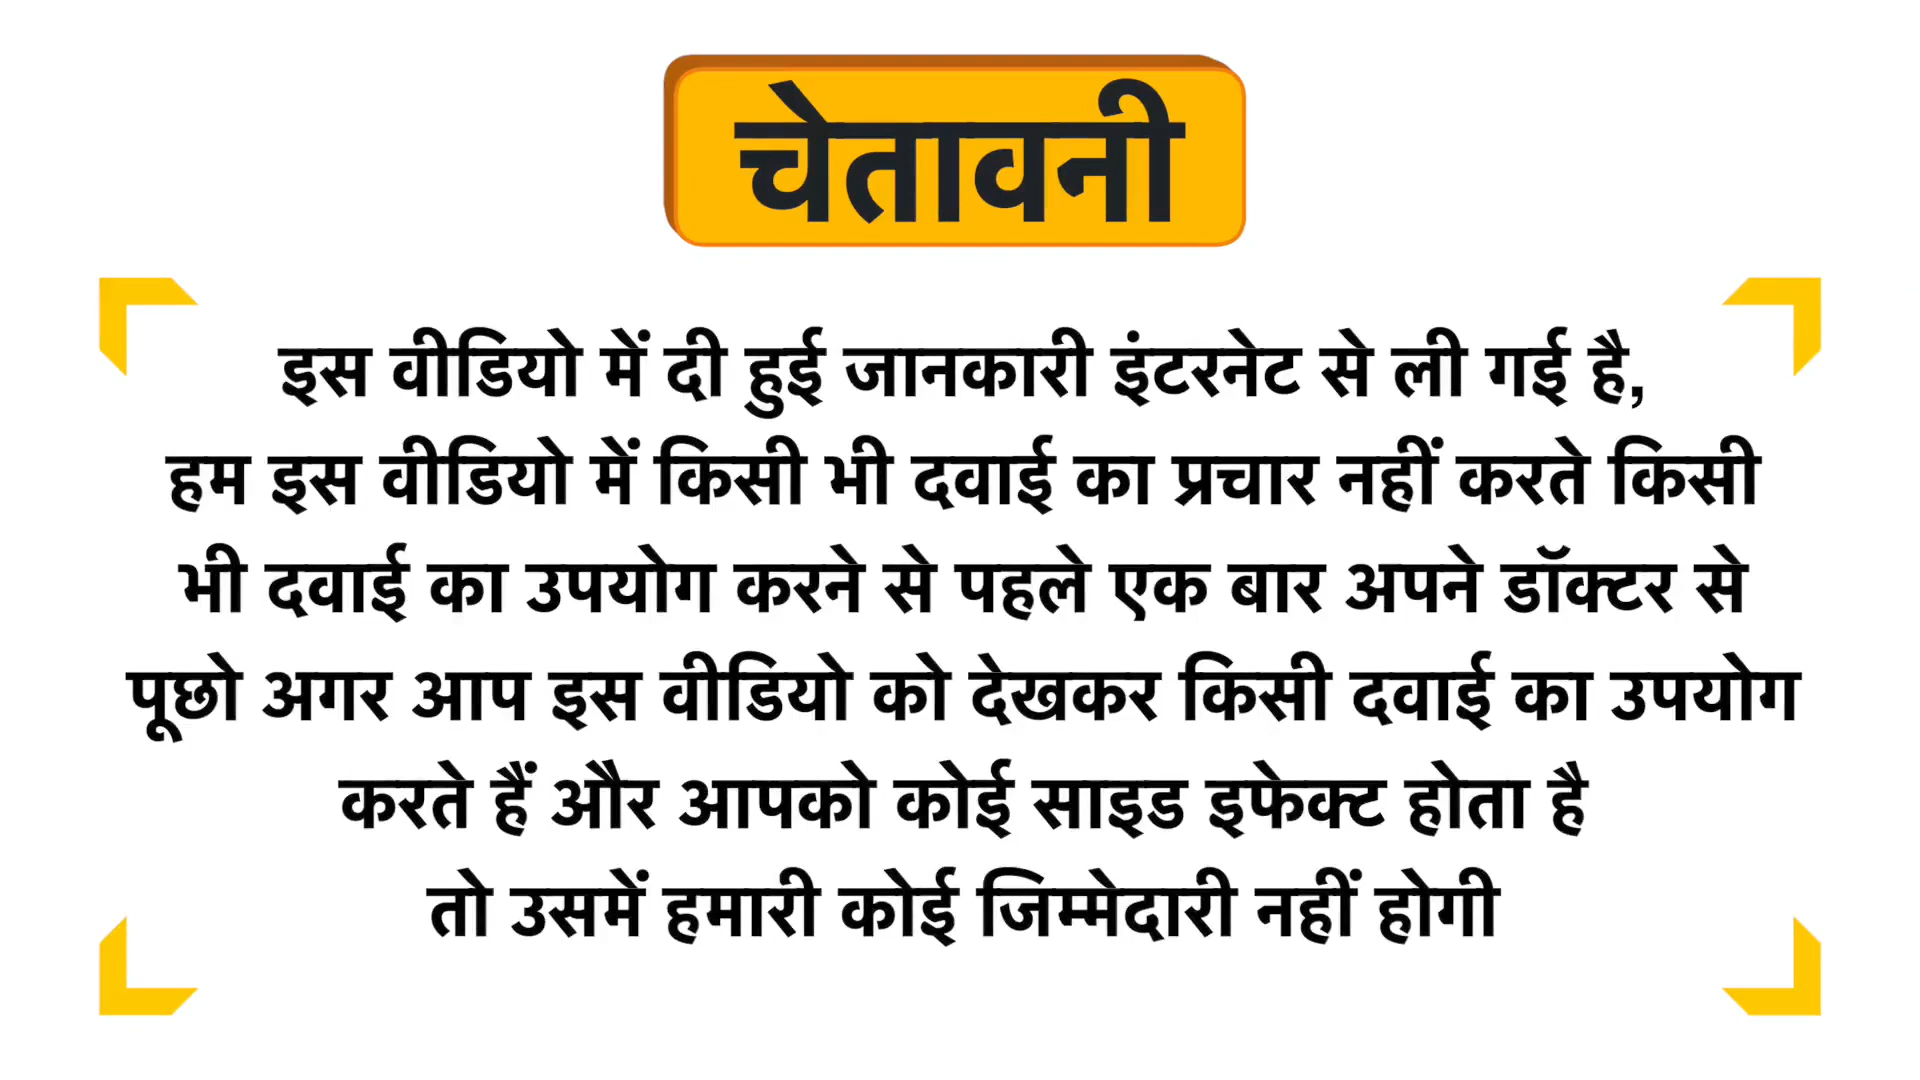 चेतावनी
इस वीडियो में दी हुई जानकारी इंटरनेट से ली गई है,
हम इस वीडियो में किसी भी दवाई का प्रचार नहीं करते किसी
भी दवाई का उपयोग करने से पहले एक बार अपने डॉक्टर से
पूछो अगर आप इस वीडियो को देखकर किसी दवाई का उपयोग
करते हैं और आपको कोई साइड इफेक्ट होता है
तो उसमें हमारी कोई जिम्मेदारी नहीं होगी